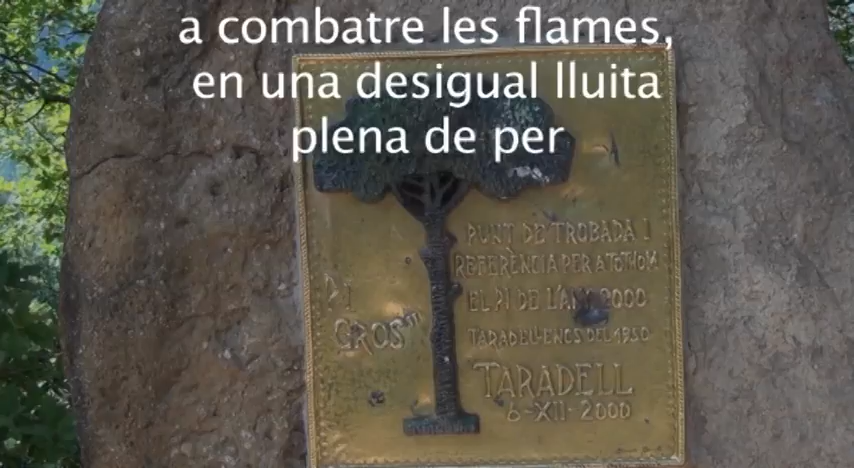 a combatre les flames,
en una desigual lluita
plena de per
PUNT DE TROBADA I
REFERÈNCIA PER A TOTHOM
EL PI DE L'ANY 2000
TARADELLENCS DEL 1950
TARADELL
6-XII-2000
PI
GROS"